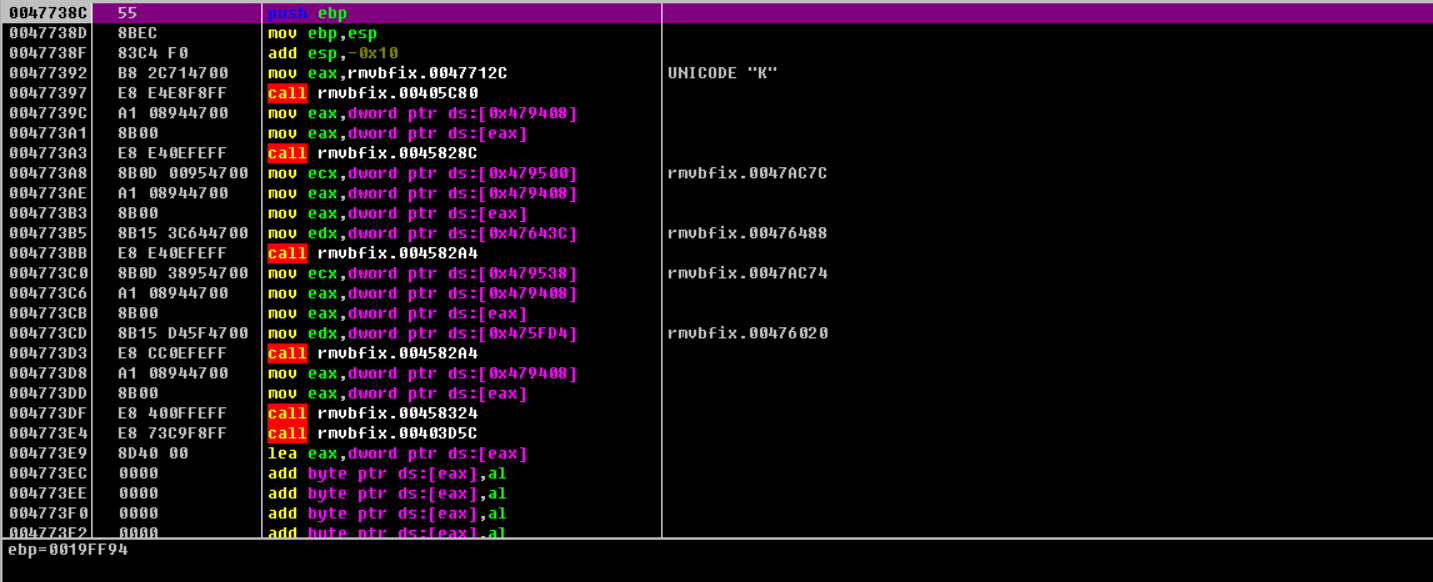 0047738C 55 push ebp
0047738D 8BEC mov ebp,esp
0047738F 83C4 F0 add esp,-0x10
00477392 B8 2C714700 mov eax,rmvbfix.0047712C UNICODE "K"
00477397 E8 E4E8F8FF call rmvbfix.00405C80
0047739C A1 08944700 mov eax,dword ptr ds:[0x479408]
004773A1 8B00 mov eax,dword ptr ds:[eax]
004773A3 E8 E40EFEFF call rmvbfix.0045828C
004773A8 8B0D 00954700 mov ecx,dword ptr ds:[0x479500] rmvbfix.0047AC7C
004773AE A1 08944700 mov eax,dword ptr ds:[0x479408]
004773B3 8B00 mov eax,dword ptr ds:[eax]
004773B5 8B15 3C644700 mov edx,dword ptr ds:[0x47643C] rmvbfix.00476488
004773BB E8 E40EFEFF call rmvbfix.004582A4
004773C0 8B0D 38954700 mov ecx,dword ptr ds:[0x479538] rmvbfix.0047AC74
004773C6 A1 08944700 mov eax,dword ptr ds:[0x479408]
004773CB 8B00 mov eax,dword ptr ds:[eax]
004773CD 8B15 D45F4700 mov edx,dword ptr ds:[0x475FD4] rmvbfix.00476020
004773D3 E8 CC0EFEFF call rmvbfix.004582A4
004773D8 A1 08944700 mov eax,dword ptr ds:[0x479408]
004773DD 8B00 mov eax,dword ptr ds:[eax]
004773DF E8 400FFEFF call rmvbfix.00458324
004773E4 E8 73C9F8FF call rmvbfix.00403D5C
004773E9 8D40 00 lea eax,dword ptr ds:[eax]
004773EC 0000 add byte ptr ds:[eax],al
004773EE 0000 add byte ptr ds:[eax],al
004773F0 0000 add byte ptr ds:[eax],al
004773F2 0000 add byte ptr ds:[eax],al
ebp=0019FF94